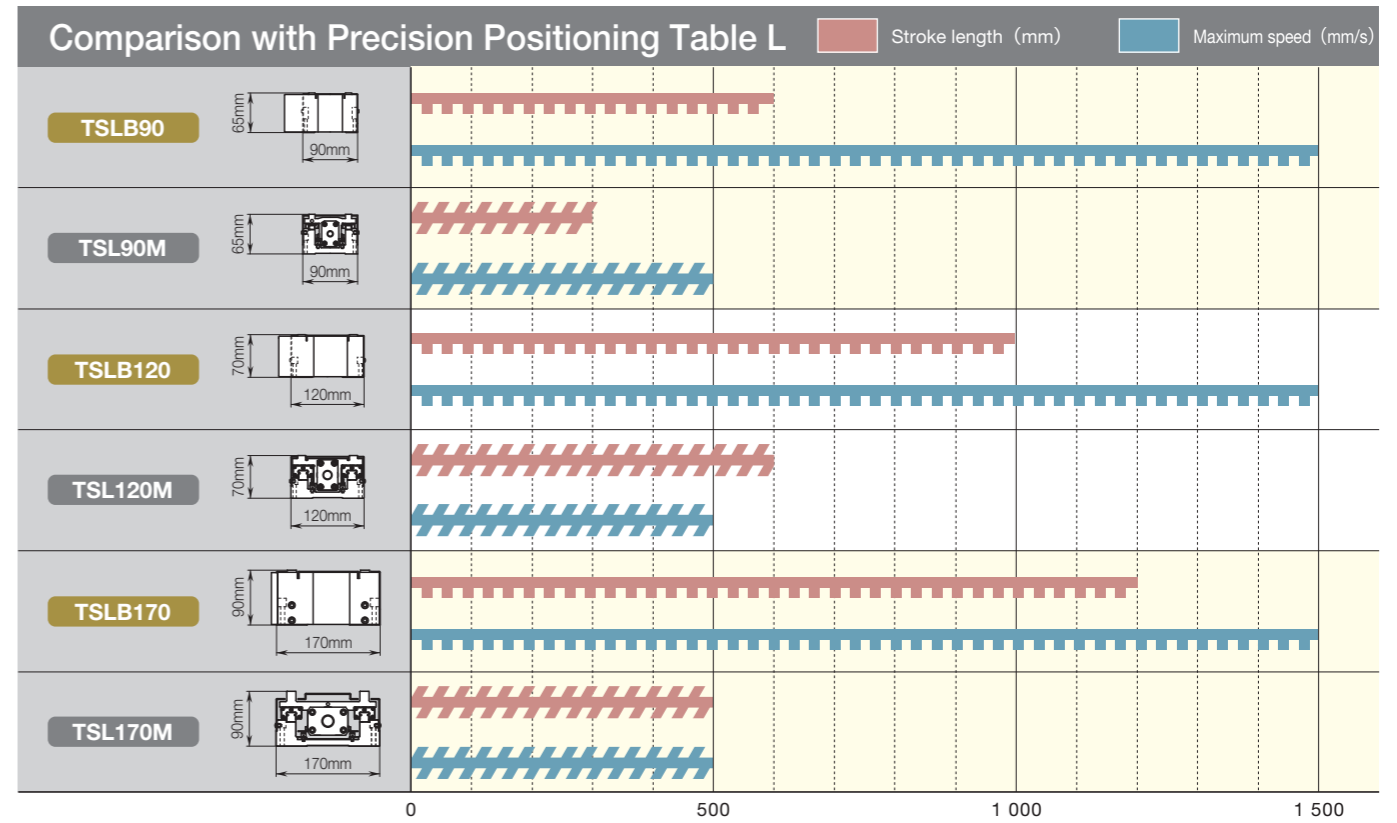 Comparison with Precision Positioning Table L
Stroke length (mm)
Maximum speed (mm/s)
TSLB90
65mm
90mm
TSL90M
65mm
90mm
TSLB120
70mm
120mm
TSL120M
70mm
120mm
TSLB170
90mm
170mm
TSL170M
90mm
170mm
0 500 1 000 1 500